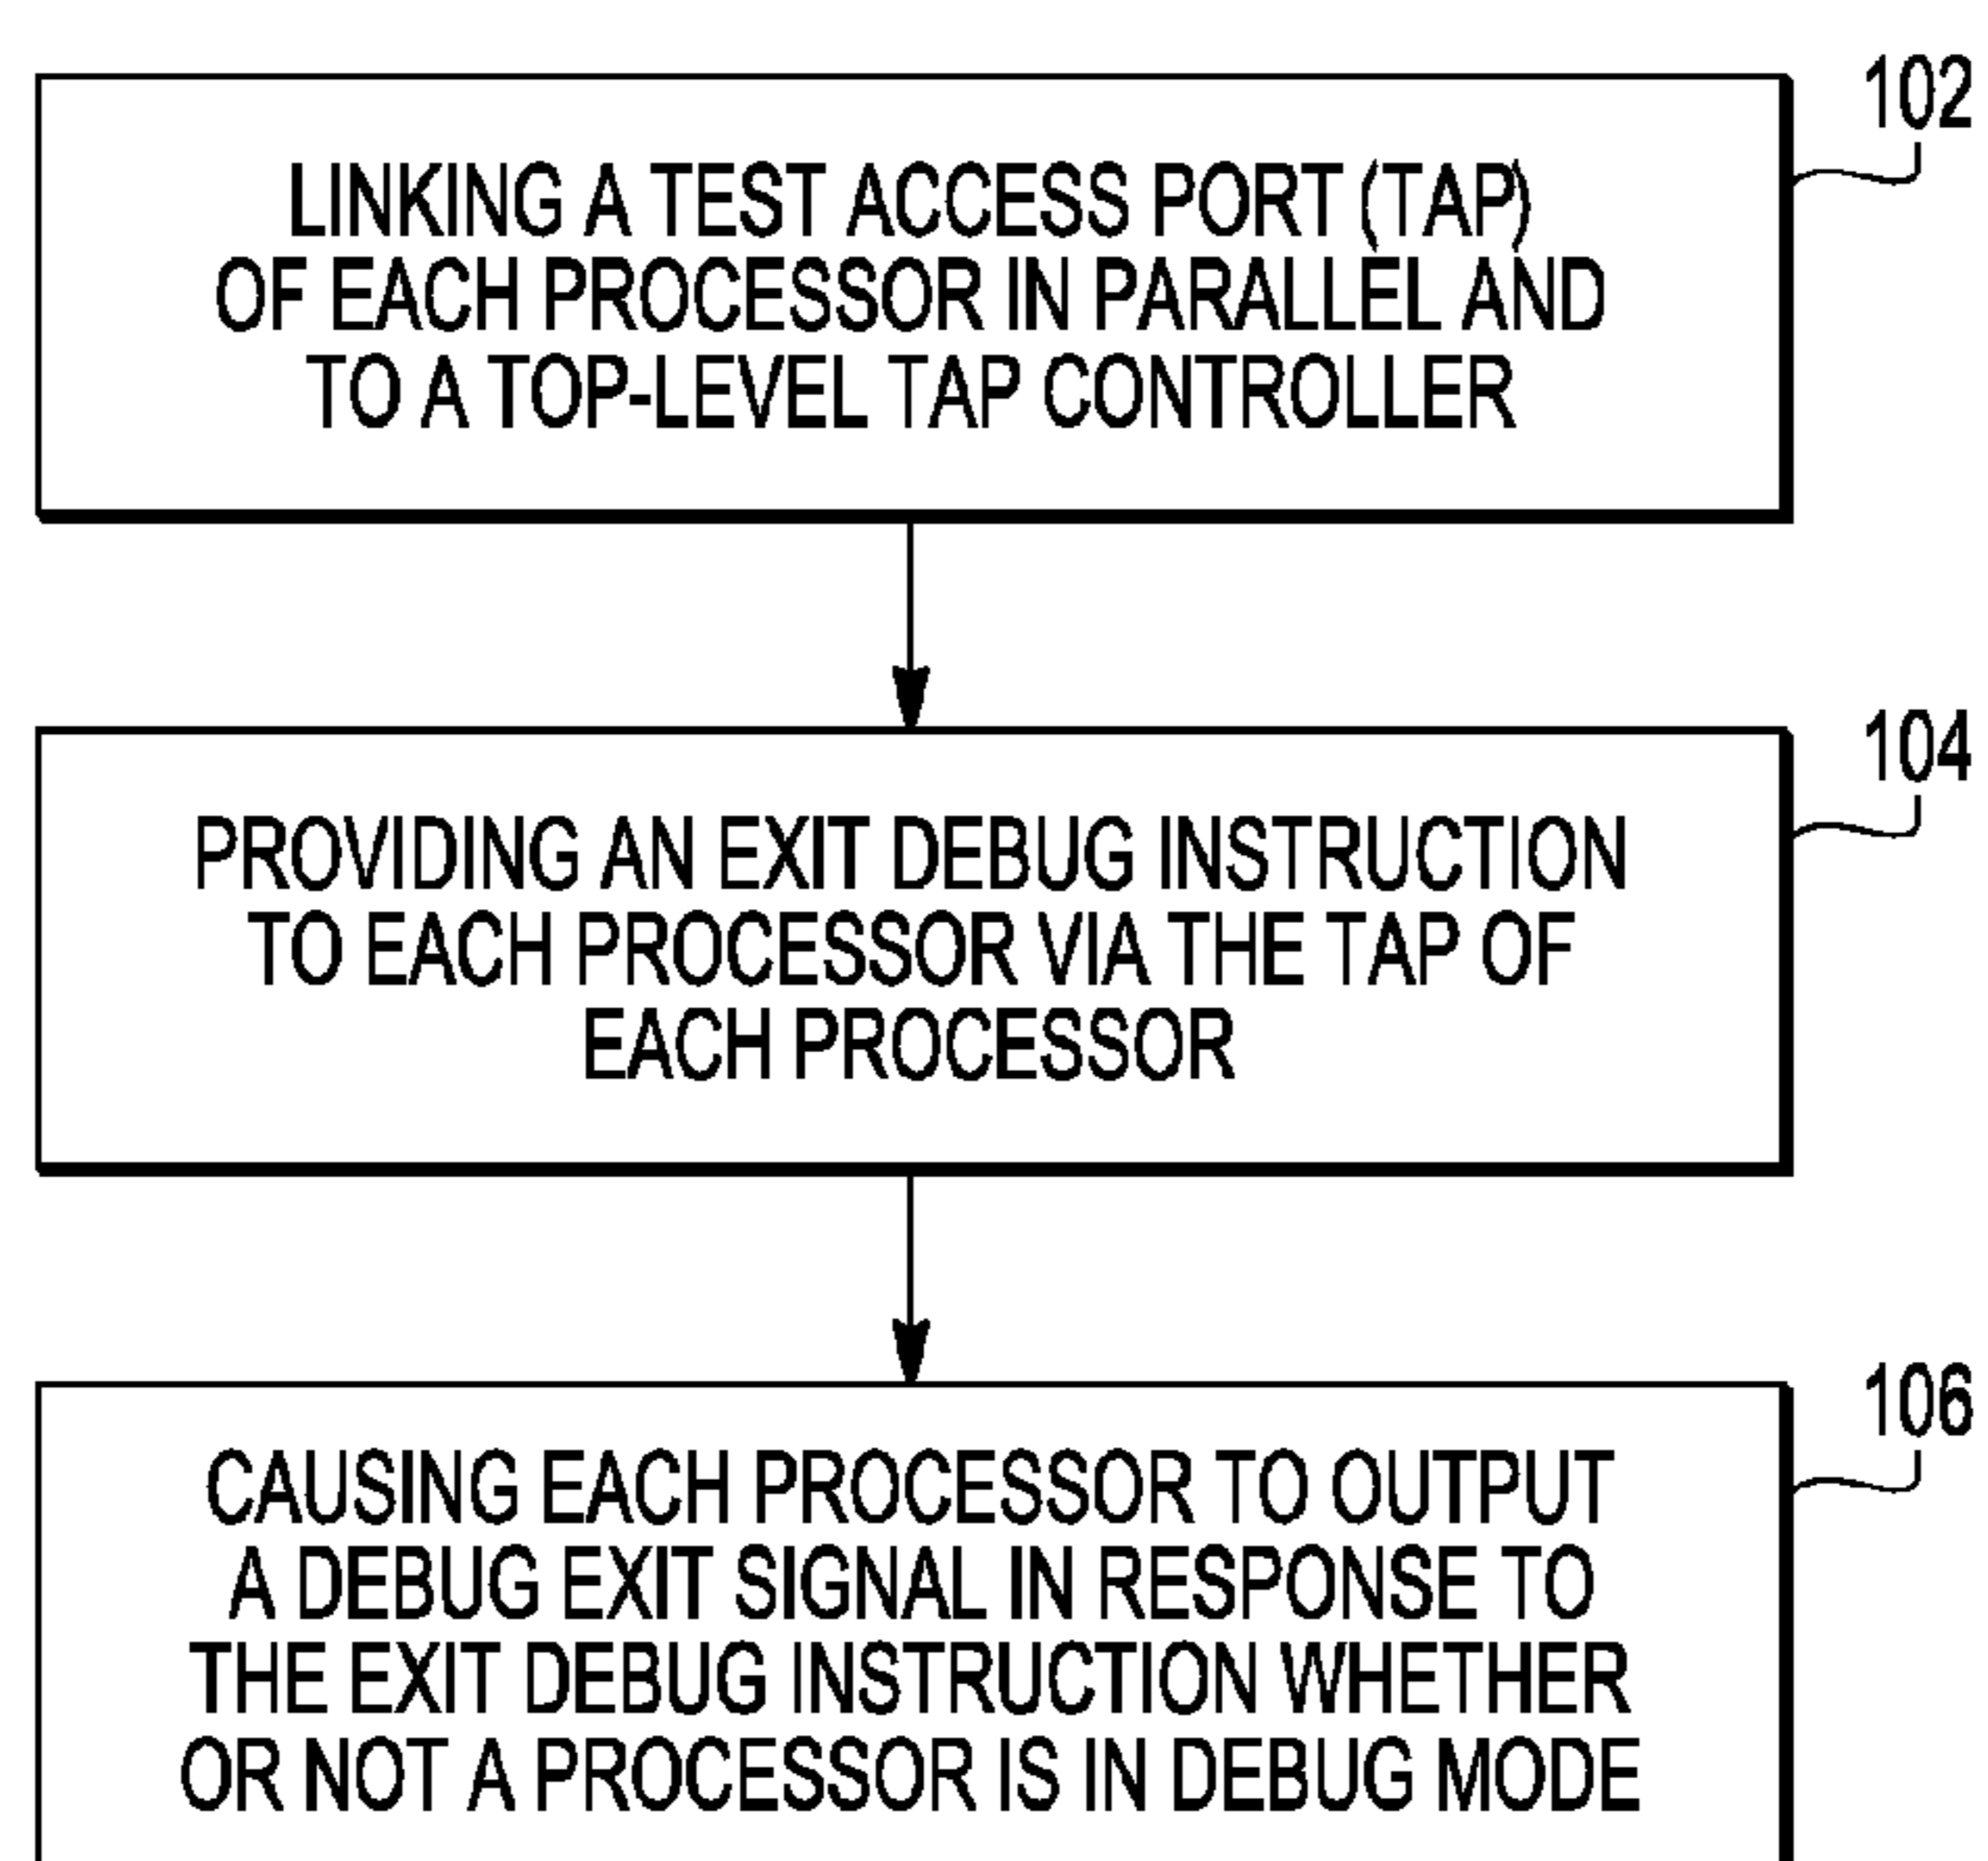 102
LINKING A TEST ACCESS PORT (TAP)
OF EACH PROCESSOR IN PARALLEL AND
TO A TOP-LEVEL TAP CONTROLLER
104
PROVIDING AN EXIT DEBUG INSTRUCTION
TO EACH PROCESSOR VIA THE TAP OF
EACH PROCESSOR
106
CAUSING EACH PROCESSOR TO OUTPUT
A DEBUG EXIT SIGNAL IN RESPONSE TO
THE EXIT DEBUG INSTRUCTION WHETHER
OR NOT A PROCESSOR IS IN DEBUG MODE